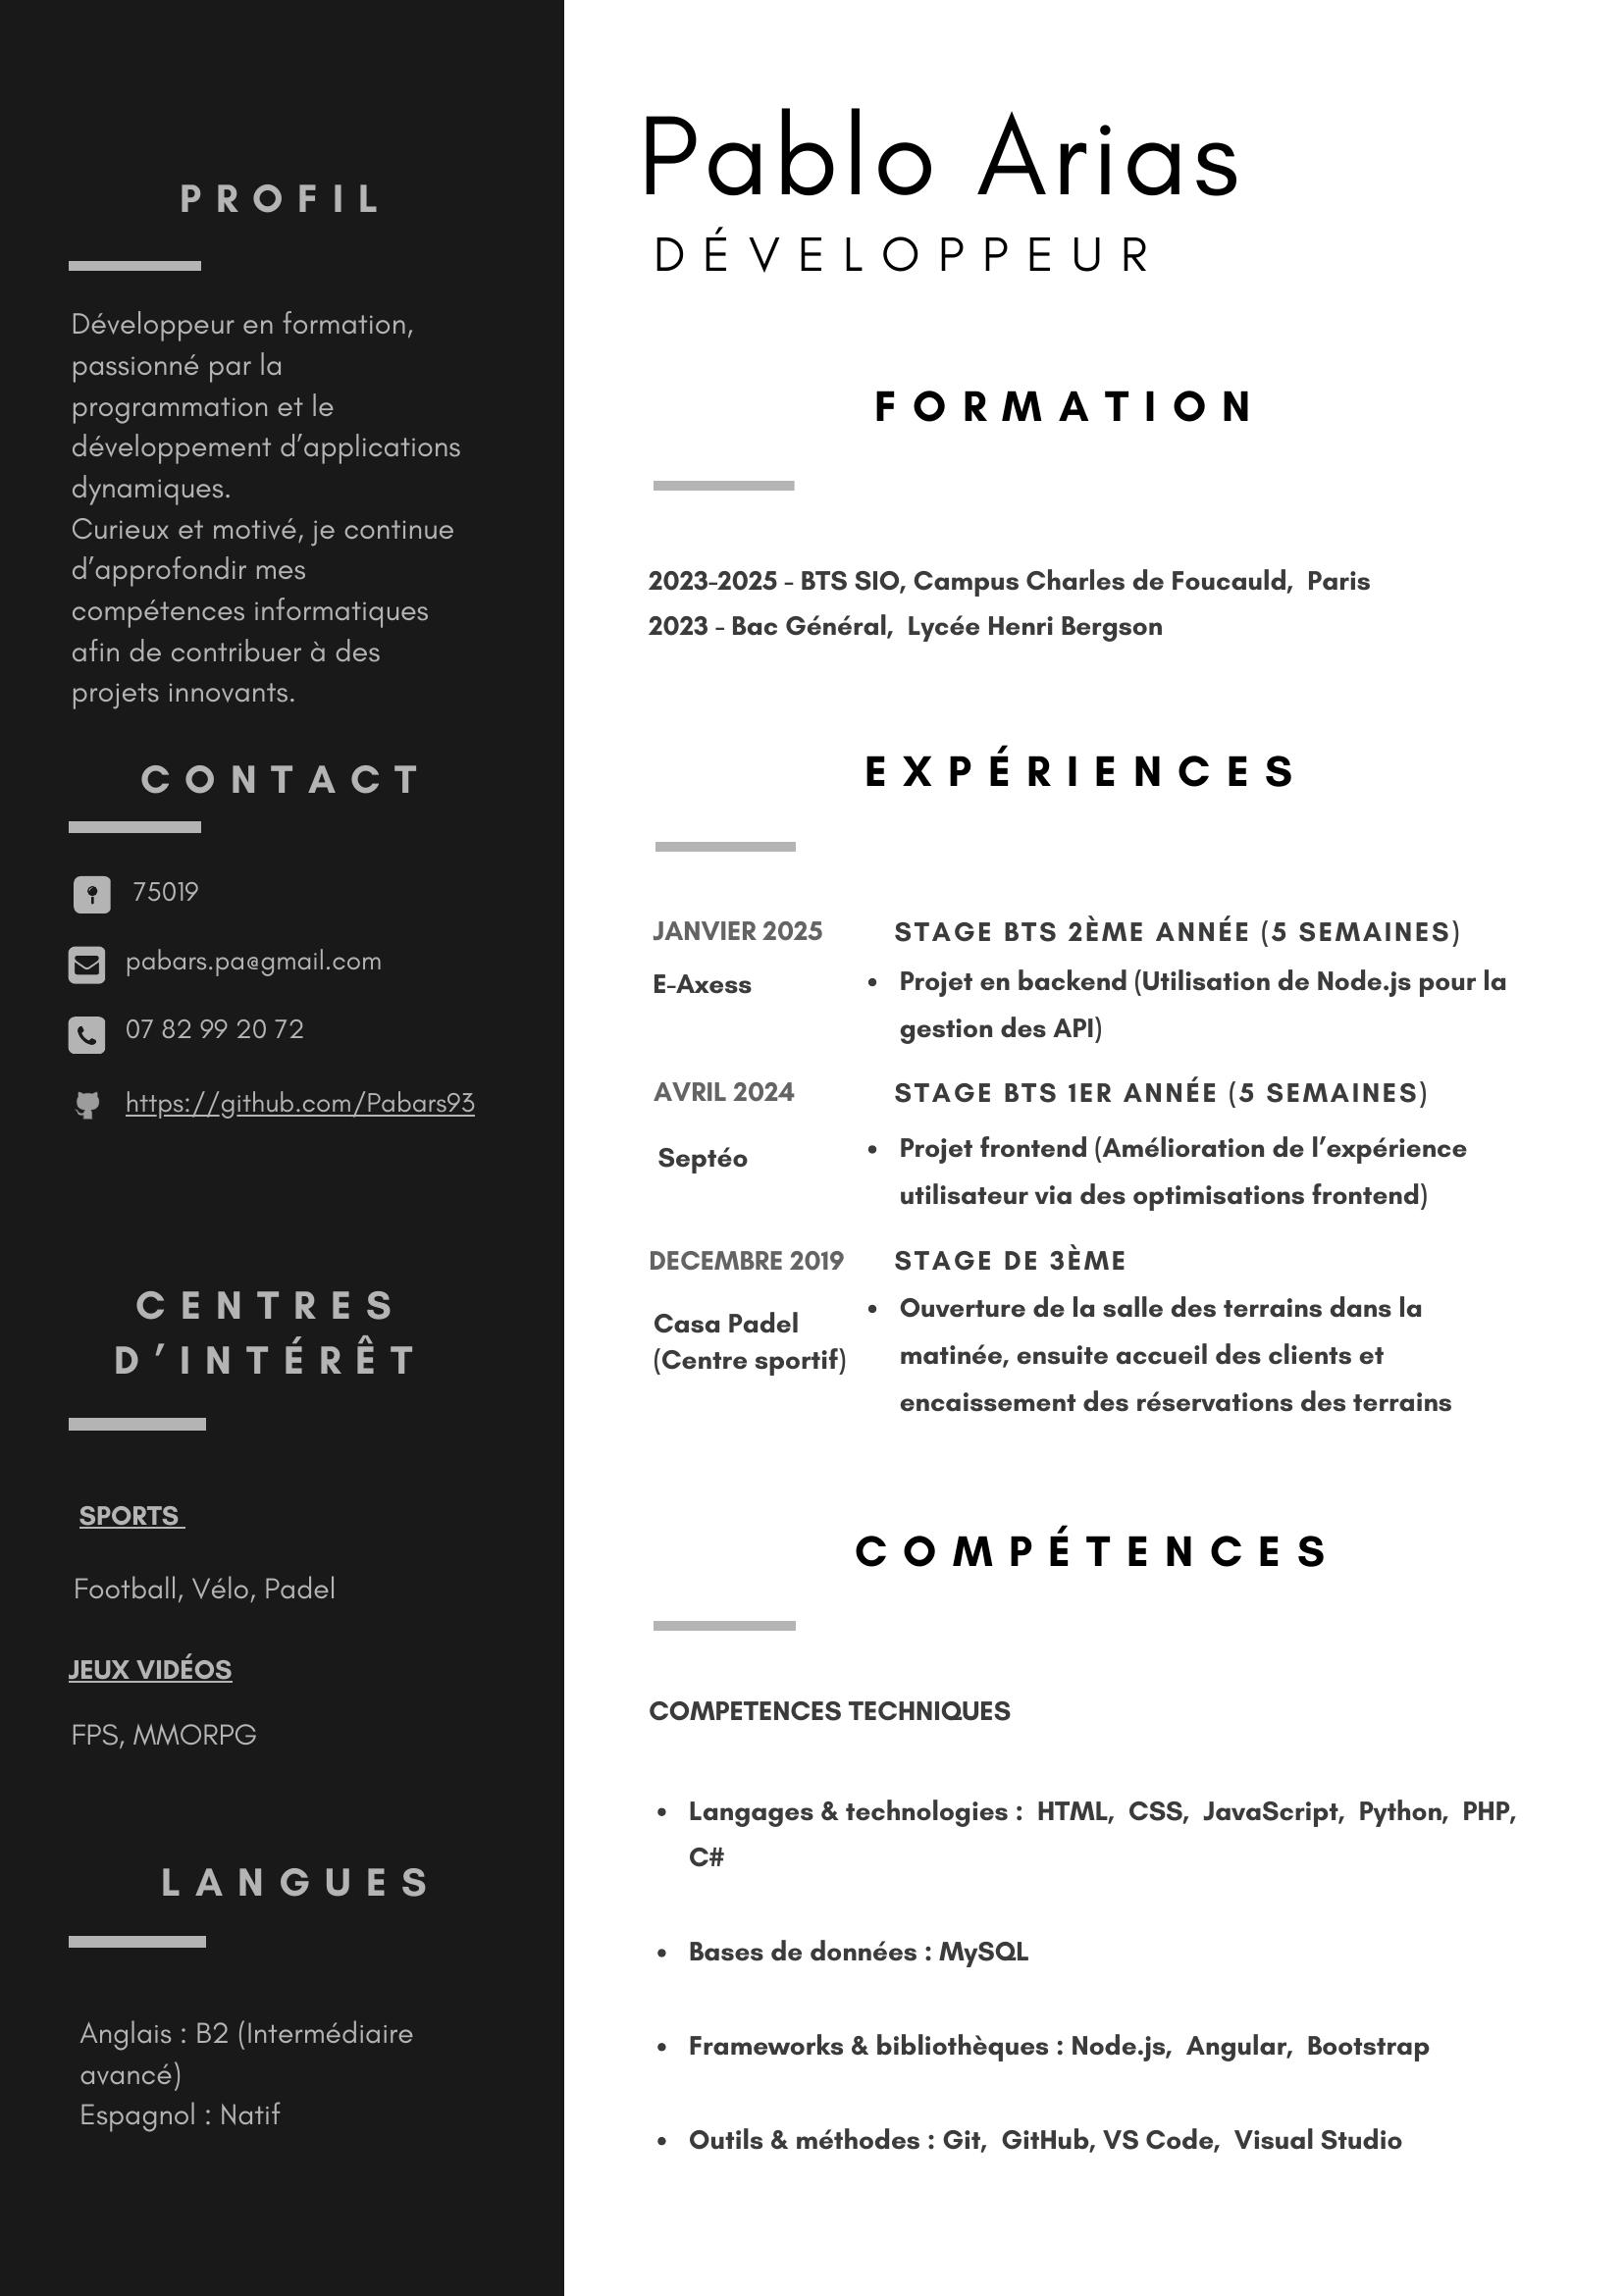 PROFIL
Développeur en formation,
passionné par la
programmation et le
développement d’applications
dynamiques.
Curieux et motivé, je continue
d’approfondir mes
compétences informatiques
afin de contribuer à des
projets innovants.
CONTACT
75019
pabars.pa@gmail.com
07 82 99 20 72
https://github.com/Pabars93
CENTRES
D’INTÉRÊT
SPORTS
Football, Vélo, Padel
JEUX VIDÉOS
FPS, MMORPG
LANGUES
Anglais : B2 (Intermédiaire
avancé)
Espagnol : Natif
Pablo Arias
DÉVELOPPEUR
FORMATION
2023-2025 - BTS SIO, Campus Charles de Foucauld, Paris
2023 - Bac Général, Lycée Henri Bergson
EXPÉRIENCES
JANVIER 2025
E-Axess
STAGE BTS 2ÈME ANNÉE (5 SEMAINES)
• Projet en backend (Utilisation de Node.js pour la
gestion des API)
AVRIL 2024
Septéo
STAGE BTS 1ER ANNÉE (5 SEMAINES)
• Projet frontend (Amélioration de l’expérience
utilisateur via des optimisations frontend)
DECEMBRE 2019
Casa Padel
(Centre sportif)
STAGE DE 3ÈME
• Ouverture de la salle des terrains dans la
matinée, ensuite accueil des clients et
encaissement des réservations des terrains
COMPÉTENCES
COMPETENCES TECHNIQUES
• Langages & technologies : HTML, CSS, JavaScript, Python, PHP,
C#
• Bases de données : MySQL
• Frameworks & bibliothèques : Node.js, Angular, Bootstrap
• Outils & méthodes : Git, GitHub, VS Code, Visual Studio